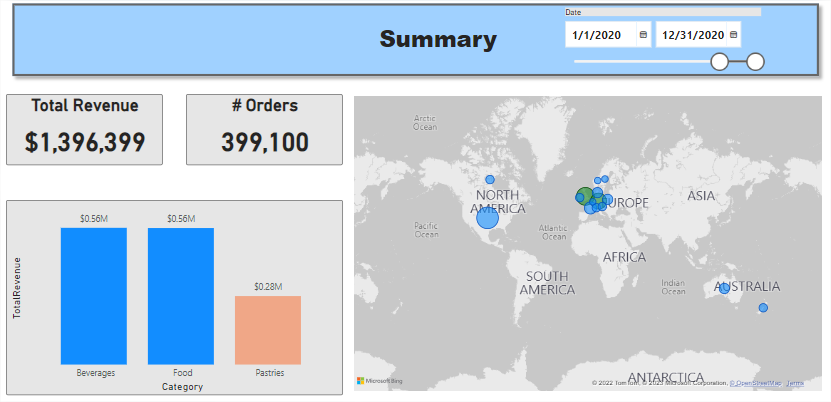 Date
Summary
1/1/2020
12/31/2020
Total Revenue
$1,396,399
# Orders
399,100
$0.56M
$0.56M
$0.28M
TotalRevenue
Beverages
Food
Pastries
Category
Arctic
Ocean
NORTH
AMERICA
UROPE
ASIA
Pacific
Ocean
Atlantic
Ocean
AFRICA
SOUTH
AMERICA
Indian
Ocean
AUSTRALIA
ANTARCTICA
Microsoft Bing
© 2022 TomTom, © 2023 Microsoft Corporation, © OpenStreetMap Terms